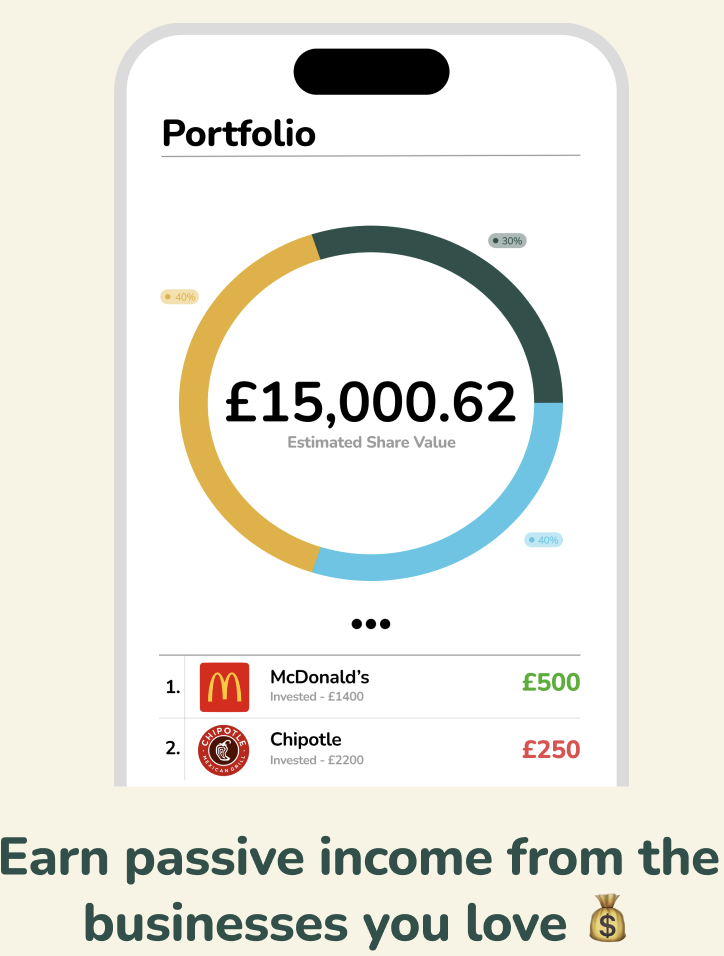 Portfolio
30%
40%
£15,000.62
Estimated Share Value
40%
1.
McDonald's
Invested - £1400
£500
2.
CHIPOTLE
MEXICAN GRILL
Chipotle
Invested - £2200
£250
Earn passive income from the
businesses you love 💰